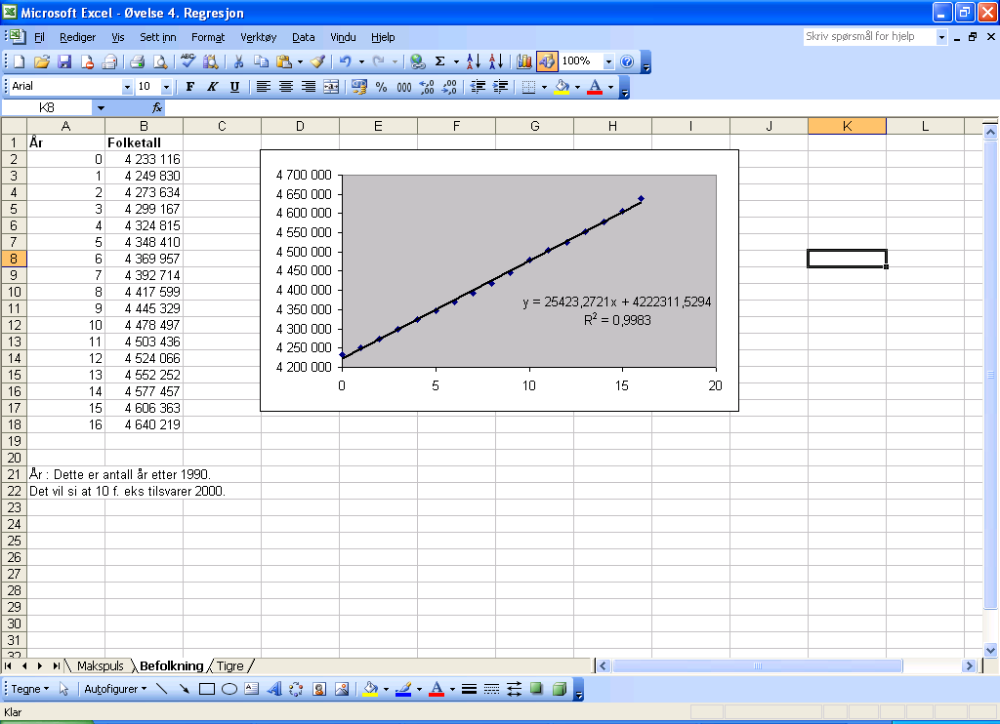 Microsoft Excel - Øvelse 4. Regresjon
Fil Rediger Vis Sett inn Format Verktøy Data Vindu Hjelp Skriv spørsmål for hjelp
100%
Arial 10 F K U % 000
K8 fx
A B C D E F G H I J K L
1 År Folketall
2 0 4 233 116
3 1 4 249 830
4 2 4 273 634
5 3 4 299 167
6 4 4 324 815
7 5 4 348 410
8 6 4 369 957
9 7 4 392 714
10 8 4 417 599
11 9 4 445 329
12 10 4 478 497
13 11 4 503 436
14 12 4 524 066
15 13 4 552 252
16 14 4 577 457
17 15 4 606 363
18 16 4 640 219
19
20
21 År : Dette er antall år etter 1990.
22 Det vil si at 10 f. eks tilsvarer 2000.
23
24
25
26
27
28
29
30
31
32
4 700 000
4 650 000
4 600 000
4 550 000
4 500 000
4 450 000
4 400 000
4 350 000
4 300 000
4 250 000
4 200 000
y = 25423,2721x + 4222311,5294
R² = 0,9983
0 5 10 15 20
Makspuls Befolkning Tigre
Tegne Autofigurer
Klar